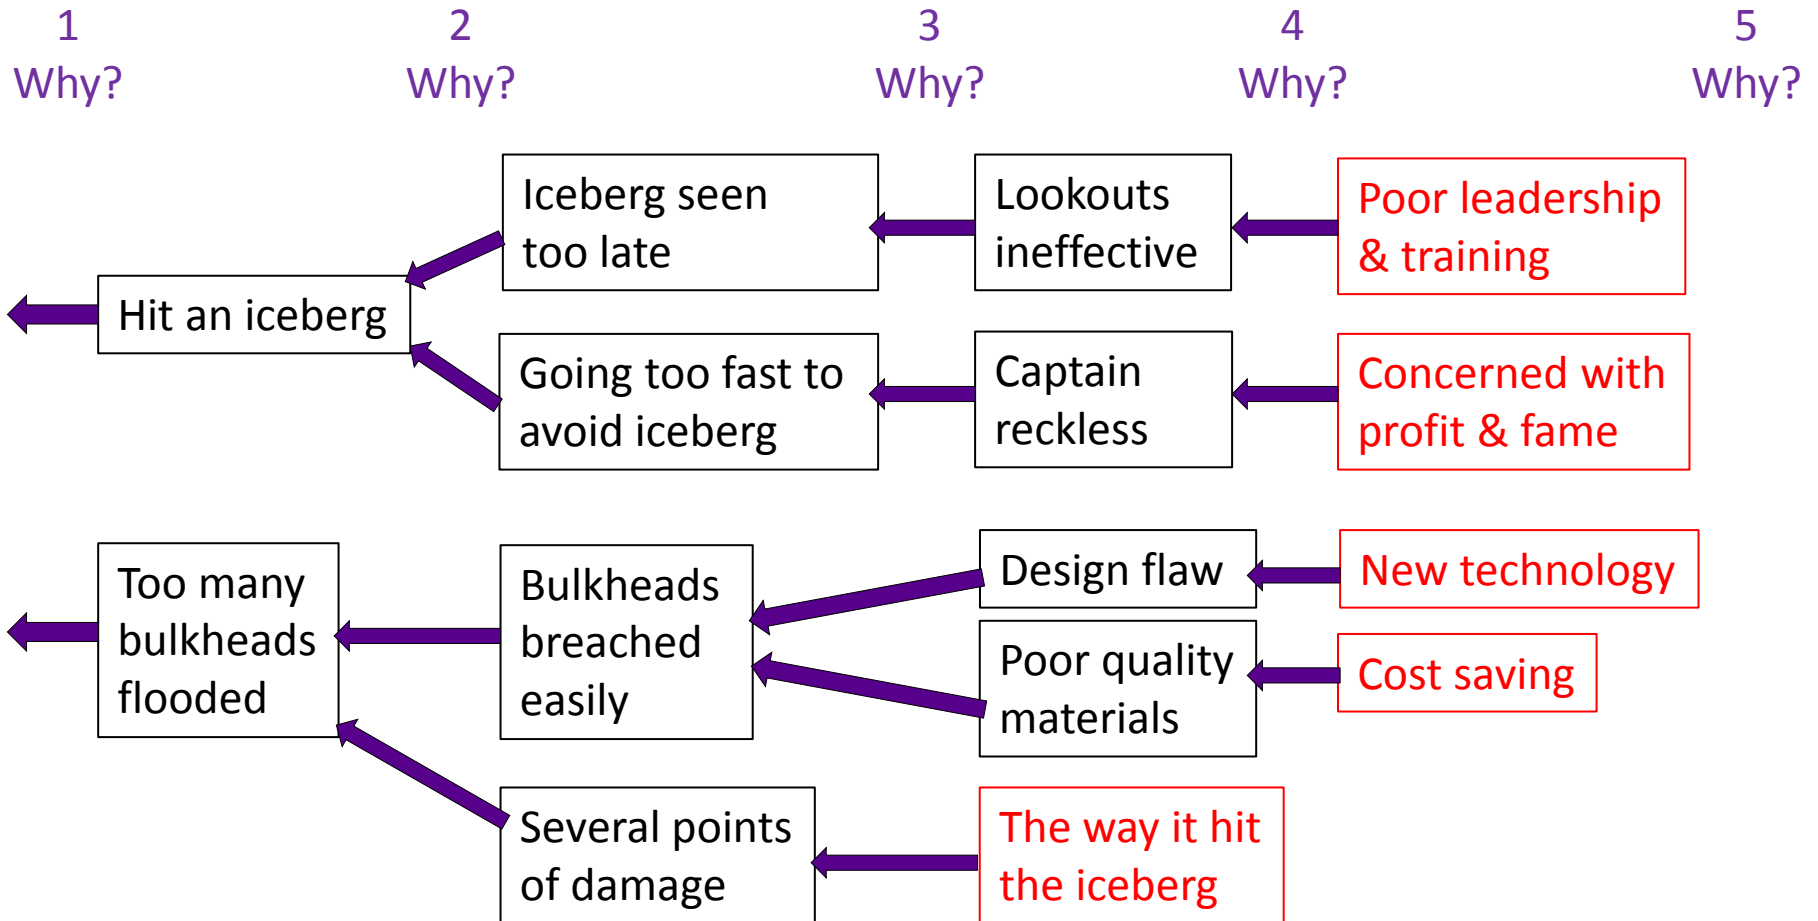 1
Why?
2
Why?
3
Why?
4
Why?
5
Why?
Hit an iceberg
Iceberg seen
too late
Lookouts
ineffective
Poor leadership
& training
Going too fast to
avoid iceberg
Captain
reckless
Concerned with
profit & fame
Too many
bulkheads
flooded
Bulkheads
breached
easily
Design flaw
New technology
Poor quality
materials
Cost saving
Several points
of damage
The way it hit
the iceberg